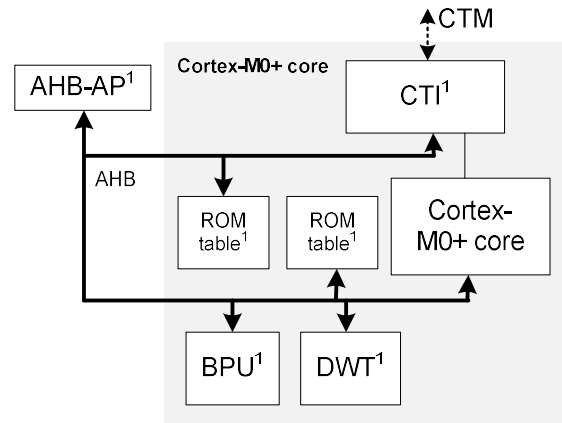 CTM
Cortex-M0+ core
AHB-AP¹
CTI¹
AHB
ROM
table¹
ROM
table¹
Cortex-
M0+ core
BPU¹
DWT¹